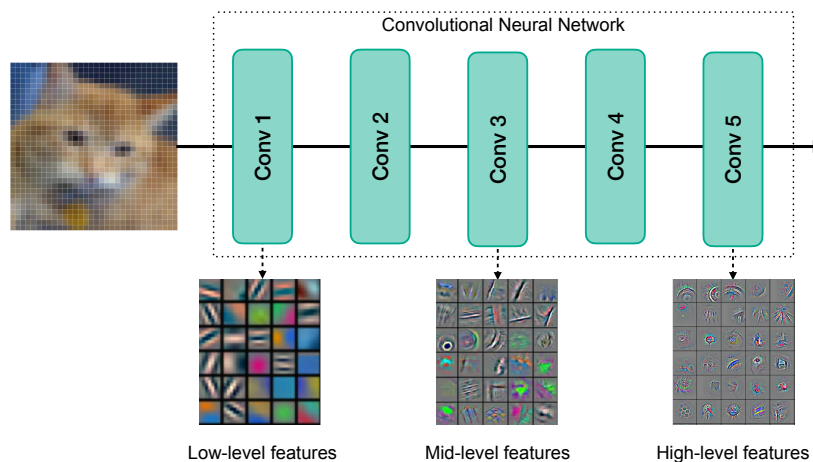 Convolutional Neural Network
Conv 1
Conv 2
Conv 3
Conv 4
Conv 5
Low-level features
Mid-level features
High-level features